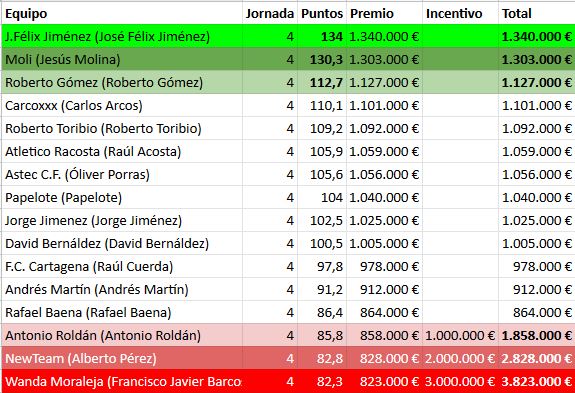 Equipo Jornada Puntos Premio Incentivo Total
J.Félix Jiménez (José Félix Jiménez) 4 134 1.340.000 € 1.340.000 €
Moli (Jesús Molina) 4 130,3 1.303.000 € 1.303.000 €
Roberto Gómez (Roberto Gómez) 4 112,7 1.127.000 € 1.127.000 €
Carcoxxx (Carlos Arcos) 4 110,1 1.101.000 € 1.101.000 €
Roberto Toribio (Roberto Toribio) 4 109,2 1.092.000 € 1.092.000 €
Atletico Racosta (Raúl Acosta) 4 105,9 1.059.000 € 1.059.000 €
Astec C.F. (Óliver Porras) 4 105,6 1.056.000 € 1.056.000 €
Papelote (Papelote) 4 104 1.040.000 € 1.040.000 €
Jorge Jimenez (Jorge Jiménez) 4 102,5 1.025.000 € 1.025.000 €
David Bernáldez (David Bernáldez) 4 100,5 1.005.000 € 1.005.000 €
F.C. Cartagena (Raúl Cuerda) 4 97,8 978.000 € 978.000 €
Andrés Martín (Andrés Martín) 4 91,2 912.000 € 912.000 €
Rafael Baena (Rafael Baena) 4 86,4 864.000 € 864.000 €
Antonio Roldán (Antonio Roldán) 4 85,8 858.000 € 1.000.000 € 1.858.000 €
NewTeam (Alberto Pérez) 4 82,8 828.000 € 2.000.000 € 2.828.000 €
Wanda Moraleja (Francisco Javier Barcos 4 82,3 823.000 € 3.000.000 € 3.823.000 €